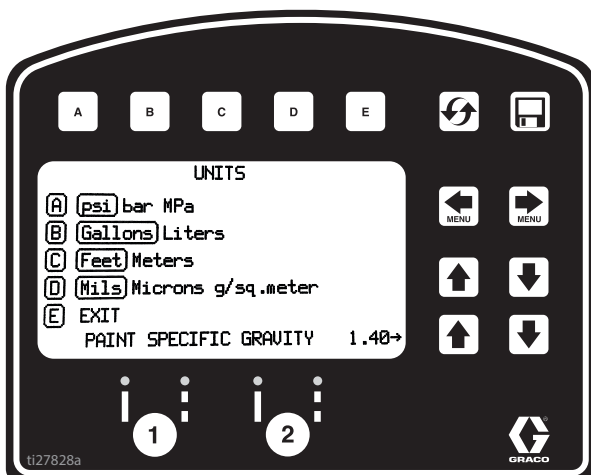 A B C D E
UNITS
A psi bar MPa
B Gallons Liters
C Feet Meters
D Mils Microns g/sq.meter
E EXIT
PAINT SPECIFIC GRAVITY 1.40→
MENU MENU
1 2
ti27828a
GRACO